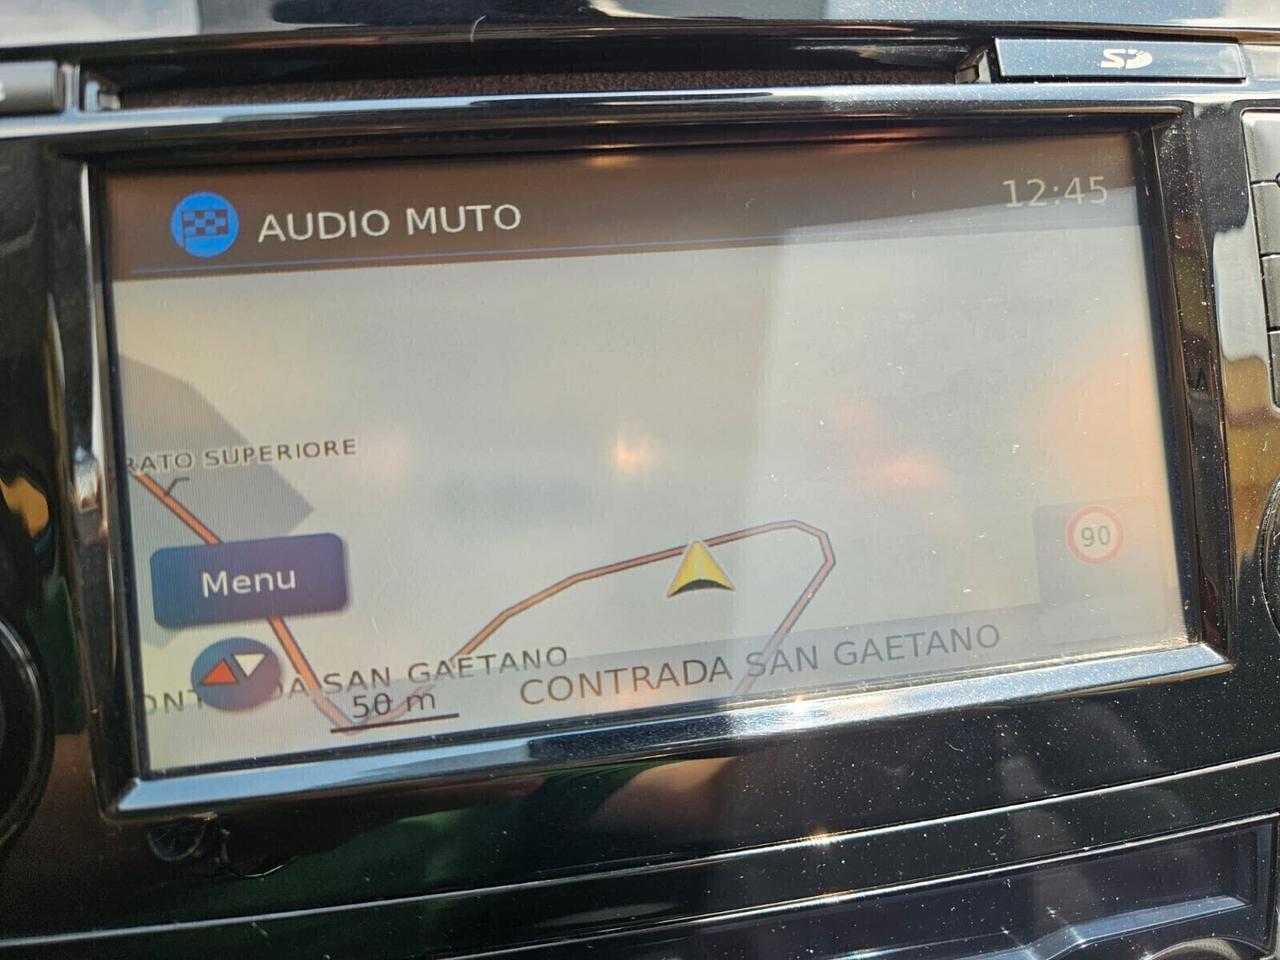 SD
AUDIO MUTO
12:45
RATO SUPERIORE
90
Menu
SAN GAETANO
CONTRADA SAN GAETANO
50 m